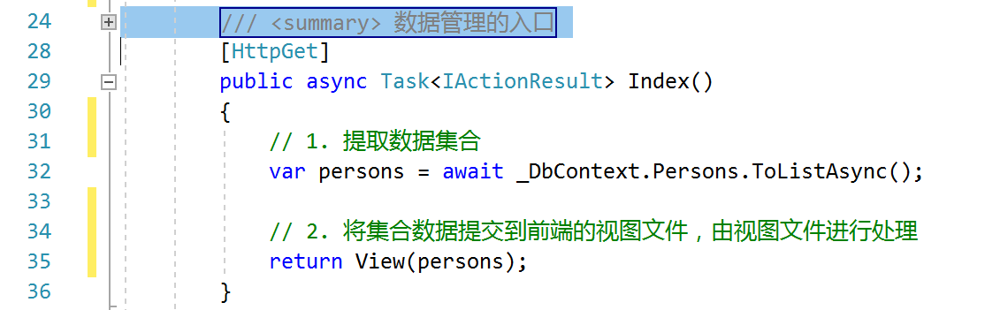 24 /// <summary> 数据管理的入口
28 [HttpGet]
29 public async Task<IActionResult> Index()
30 {
31 // 1. 提取数据集合
32 var persons = await _DbContext.Persons.ToListAsync();
33
34 // 2. 将集合数据提交到前端的视图文件，由视图文件进行处理
35 return View(persons);
36 }